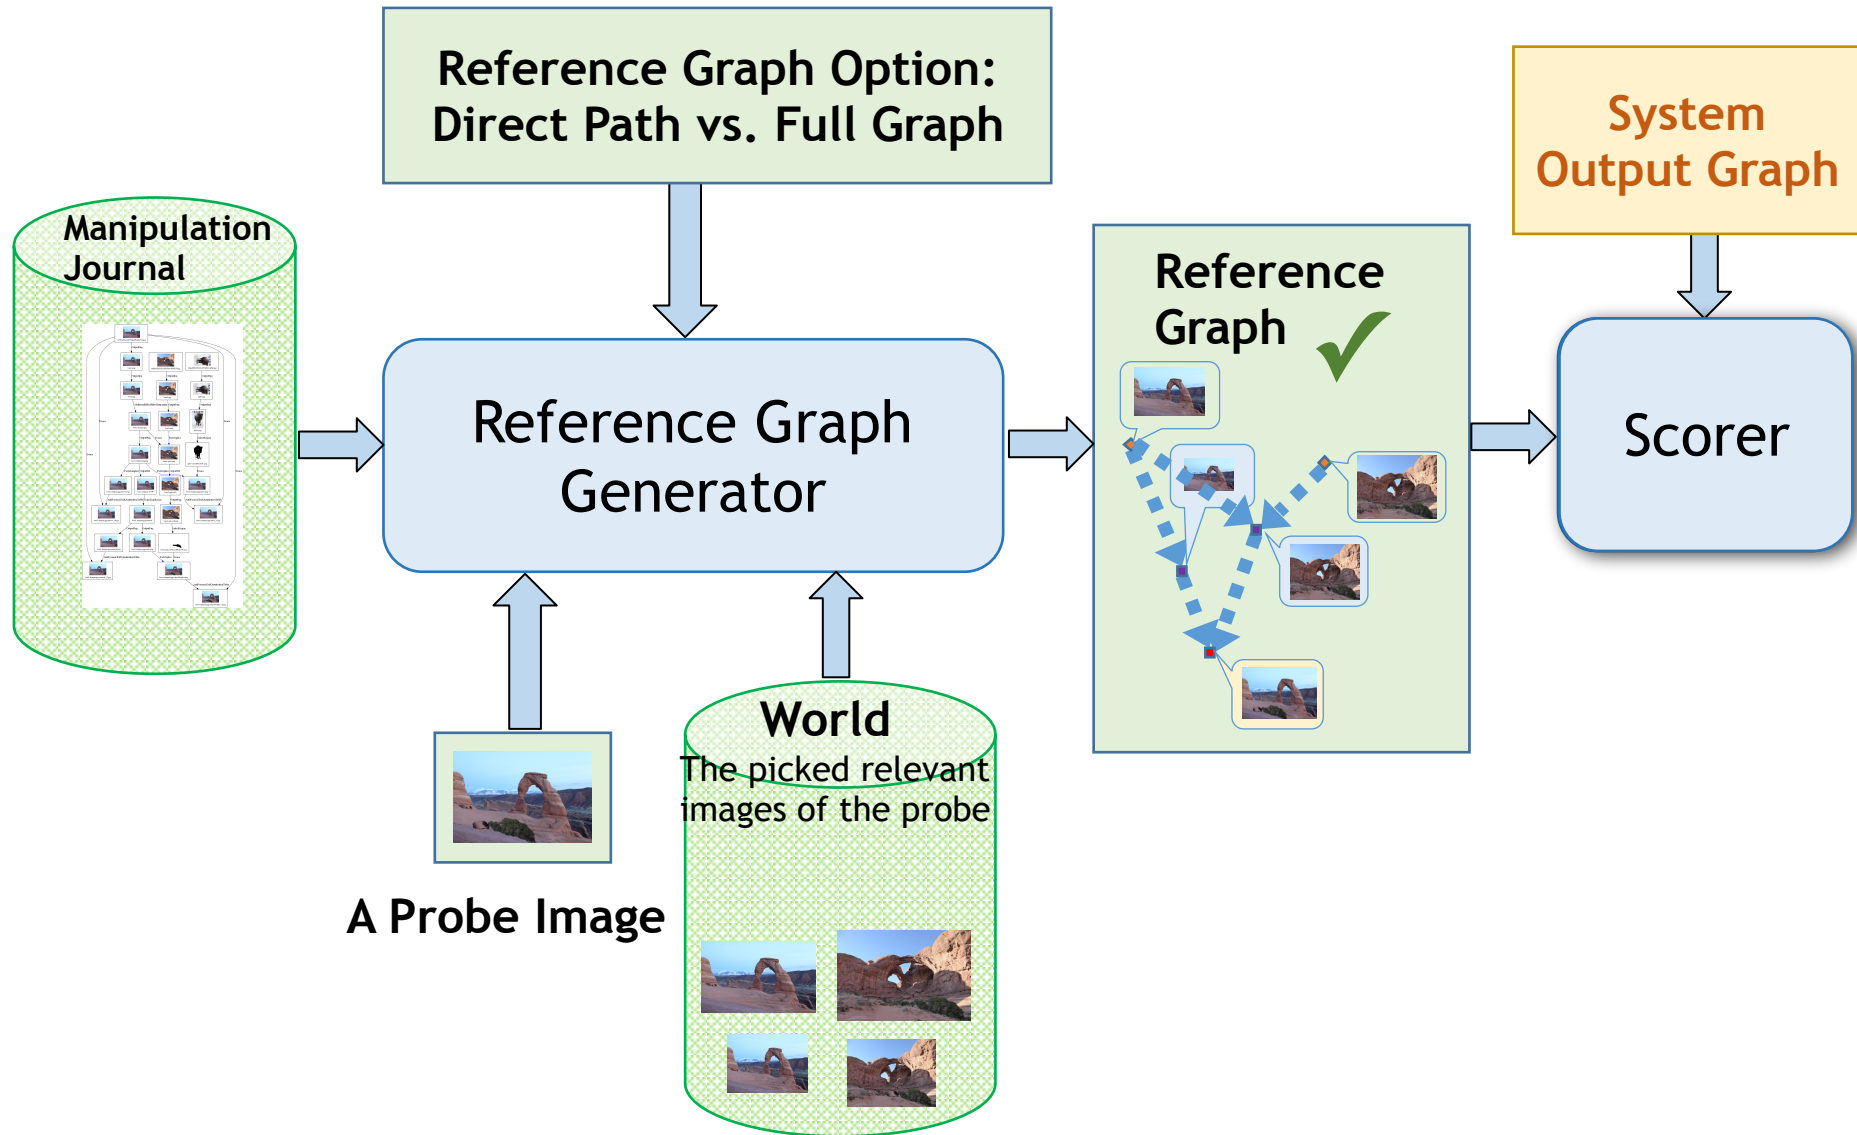 Reference Graph Option:
Direct Path vs. Full Graph
System
Output Graph
Manipulation
Journal
Reference
Graph
Reference Graph
Generator
Scorer
World
The picked relevant
images of the probe
A Probe Image